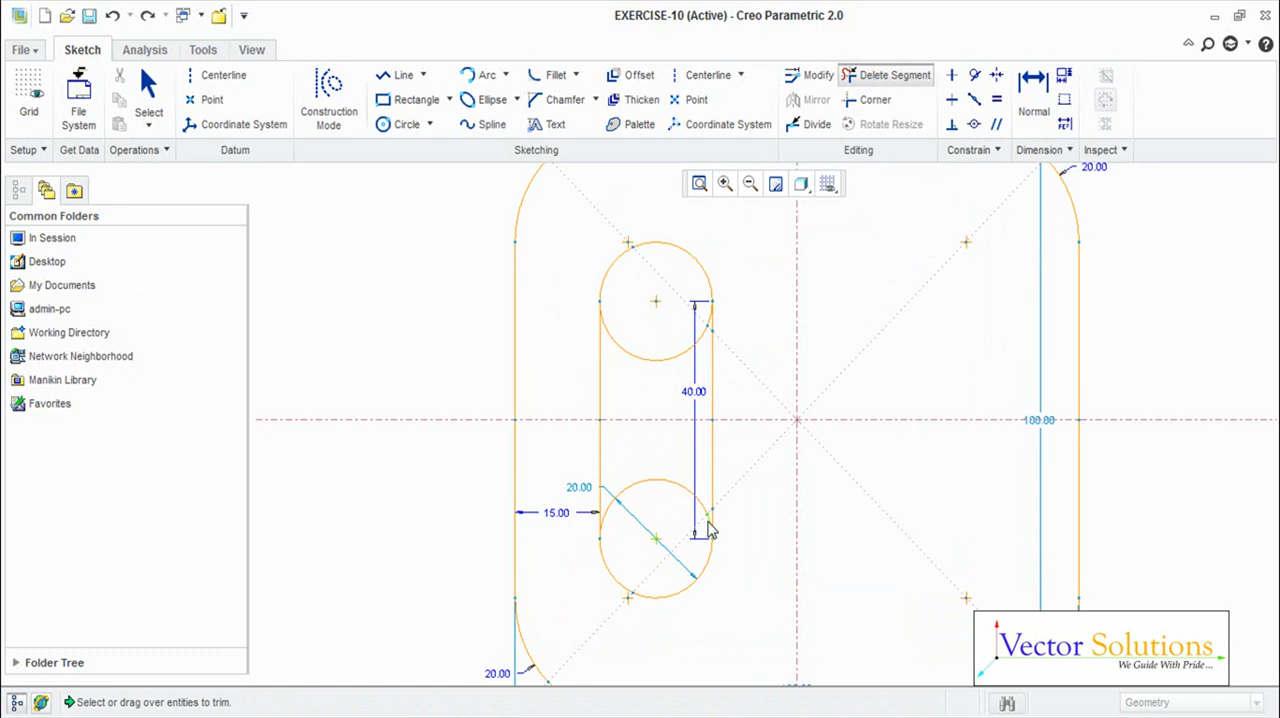 EXERCISE-10 (Active) - Creo Parametric 2.0
File Sketch Analysis Tools View
Grid
File System
Select
Centerline
Point
Coordinate System
Construction Mode
Line Arc Fillet Offset Centerline
Rectangle Ellipse Chamfer Thicken Point
Circle Spline Text Palette Coordinate System
Modify Delete Segment
Mirror Corner
Divide Rotate Resize
Normal
Setup Get Data Operations Datum Sketching Editing Constrain Dimension Inspect
Common Folders
In Session
Desktop
My Documents
admin-pc
Working Directory
Network Neighborhood
Manikin Library
Favorites
Folder Tree
20.00
40.00
100.00
20.00
15.00
20.00
Vector Solutions
We Guide With Pride...
Select or drag over entities to trim.
Geometry